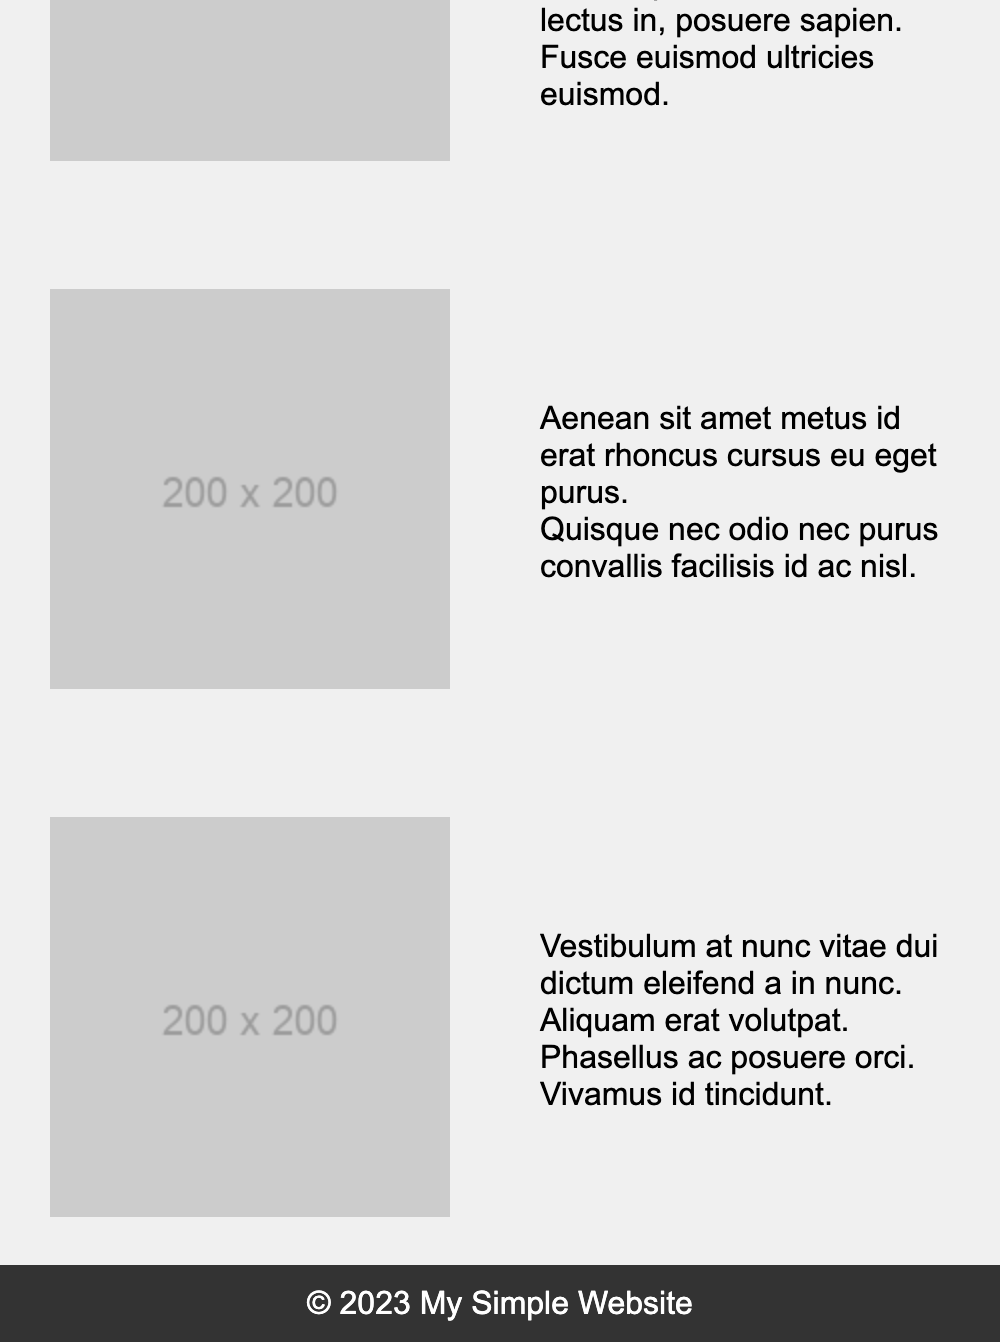 lectus in, posuere sapien.
Fusce euismod ultricies
euismod.
200 x 200
Aenean sit amet metus id
erat rhoncus cursus eu eget
purus.
Quisque nec odio nec purus
convallis facilisis id ac nisl.
200 x 200
Vestibulum at nunc vitae dui
dictum eleifend a in nunc.
Aliquam erat volutpat.
Phasellus ac posuere orci.
Vivamus id tincidunt.
© 2023 My Simple Website